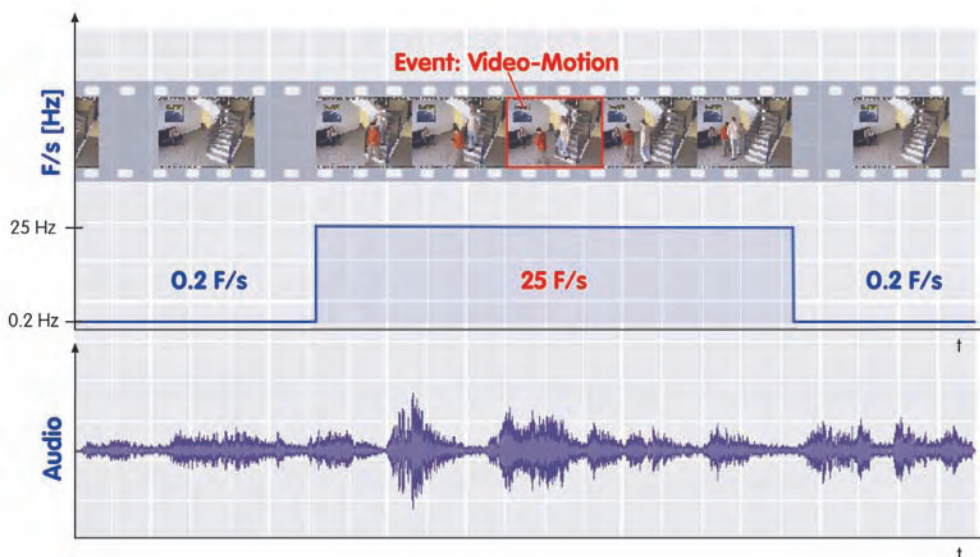 Event: Video-Motion
F/s [Hz]
25 Hz
0.2 F/s
25 F/s
0.2 F/s
0.2 Hz
t
Audio
t